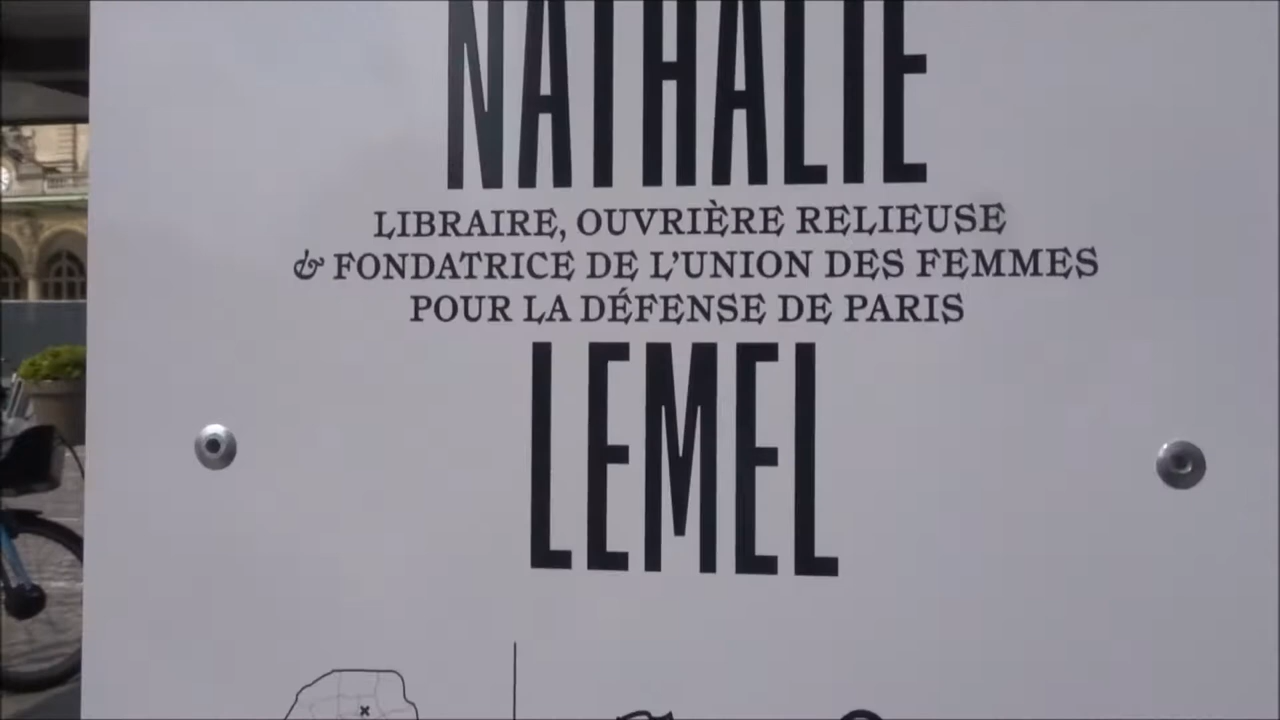 NATHALIE
LIBRAIRE, OUVRIÈRE RELIEUSE
& FONDATRICE DE L'UNION DES FEMMES
POUR LA DÉFENSE DE PARIS
LEMEL